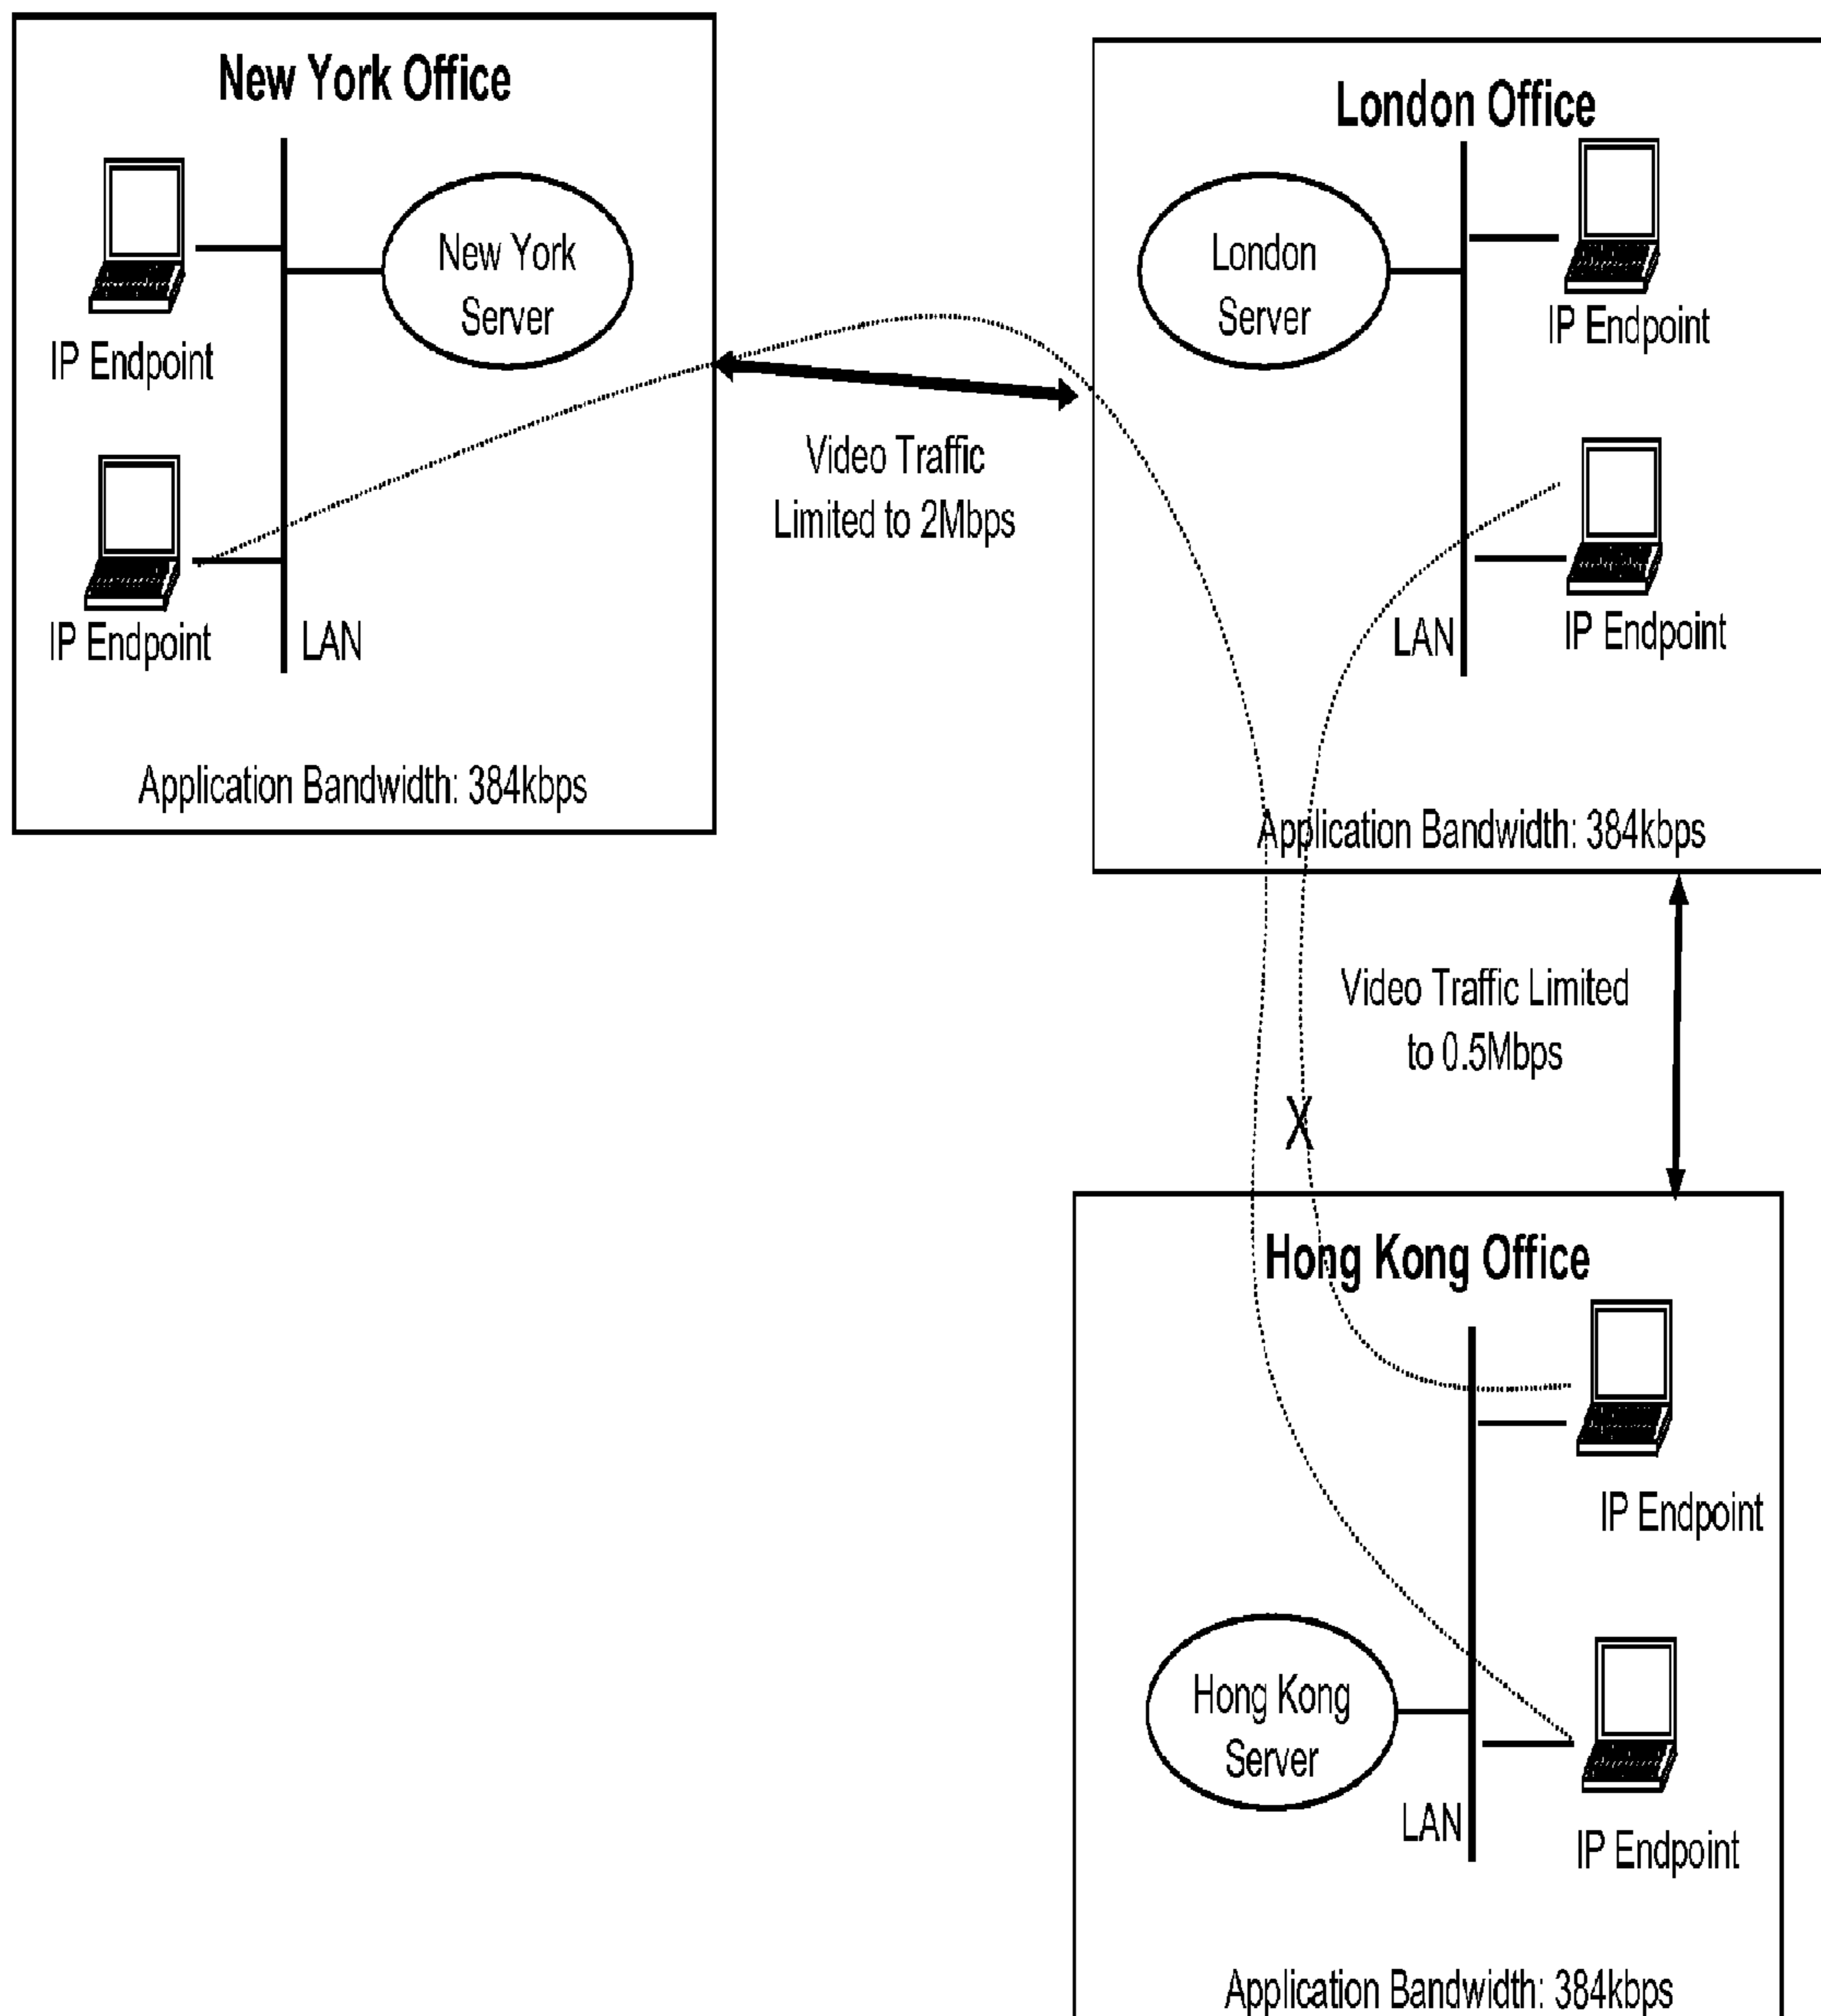 New York Office
New York
Server
IP Endpoint
IP Endpoint
LAN
Application Bandwidth: 384kbps
Video Traffic
Limited to 2Mbps
London Office
London
Server
IP Endpoint
LAN
IP Endpoint
Application Bandwidth: 384kbps
Video Traffic Limited
to 0.5Mbps
X
Hong Kong Office
IP Endpoint
Hong Kong
Server
LAN
IP Endpoint
Application Bandwidth: 384kbps